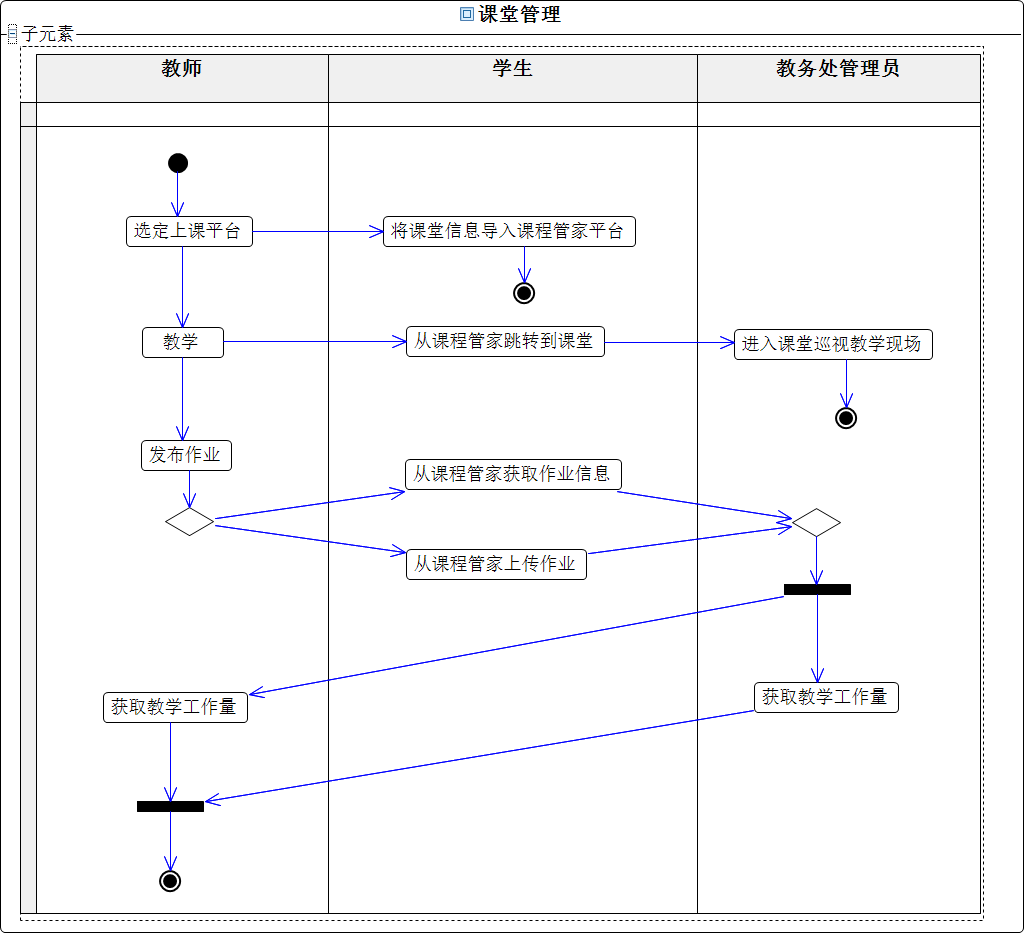 课堂管理
子元素
教师
学生
教务处管理员
选定上课平台
将课堂信息导入课程管家平台
教学
从课程管家跳转到课堂
进入课堂巡视教学现场
发布作业
从课程管家获取作业信息
从课程管家上传作业
获取教学工作量
获取教学工作量